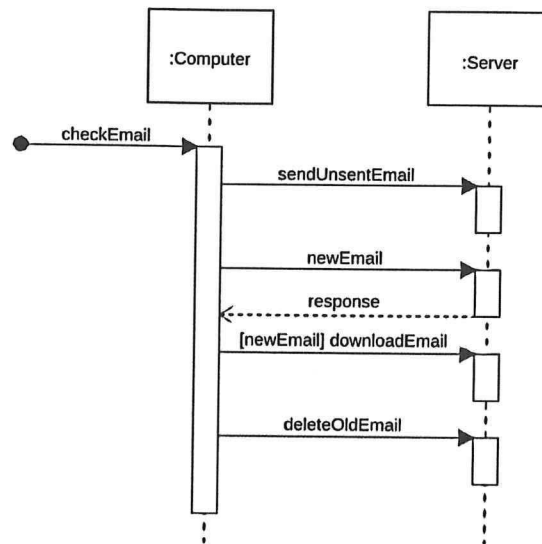 :Computer
:Server
checkEmail
sendUnsentEmail
newEmail
response
[newEmail] downloadEmail
deleteOldEmail